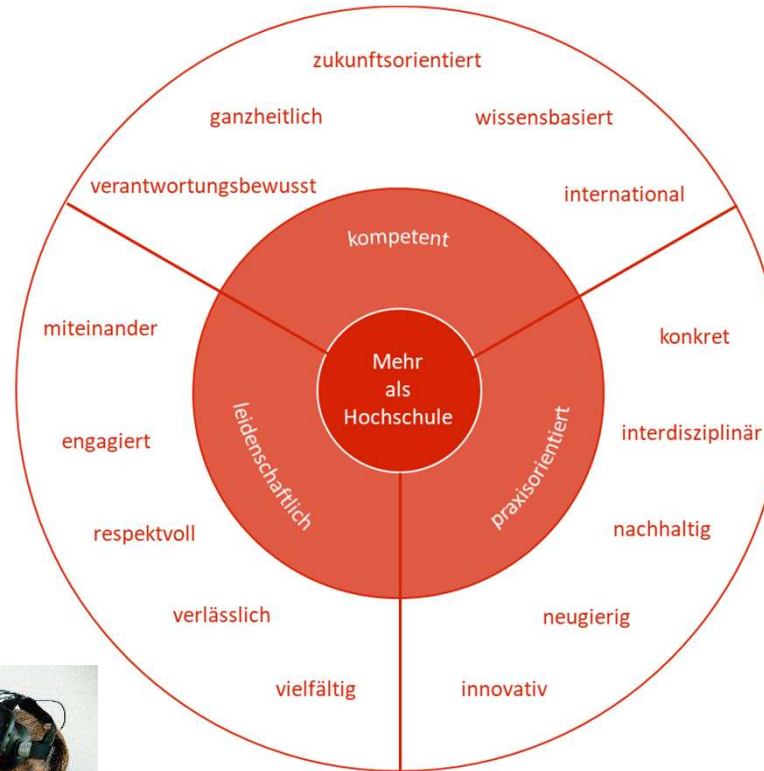 zukunftsorientiert
ganzheitlich
wissensbasiert
verantwortungsbewusst
international
kompetent
miteinander
konkret
Mehr
als
Hochschule
leidenschaftlich
praxisorientiert
engagiert
interdisziplinär
respektvoll
nachhaltig
verlässlich
neugierig
vielfältig
innovativ